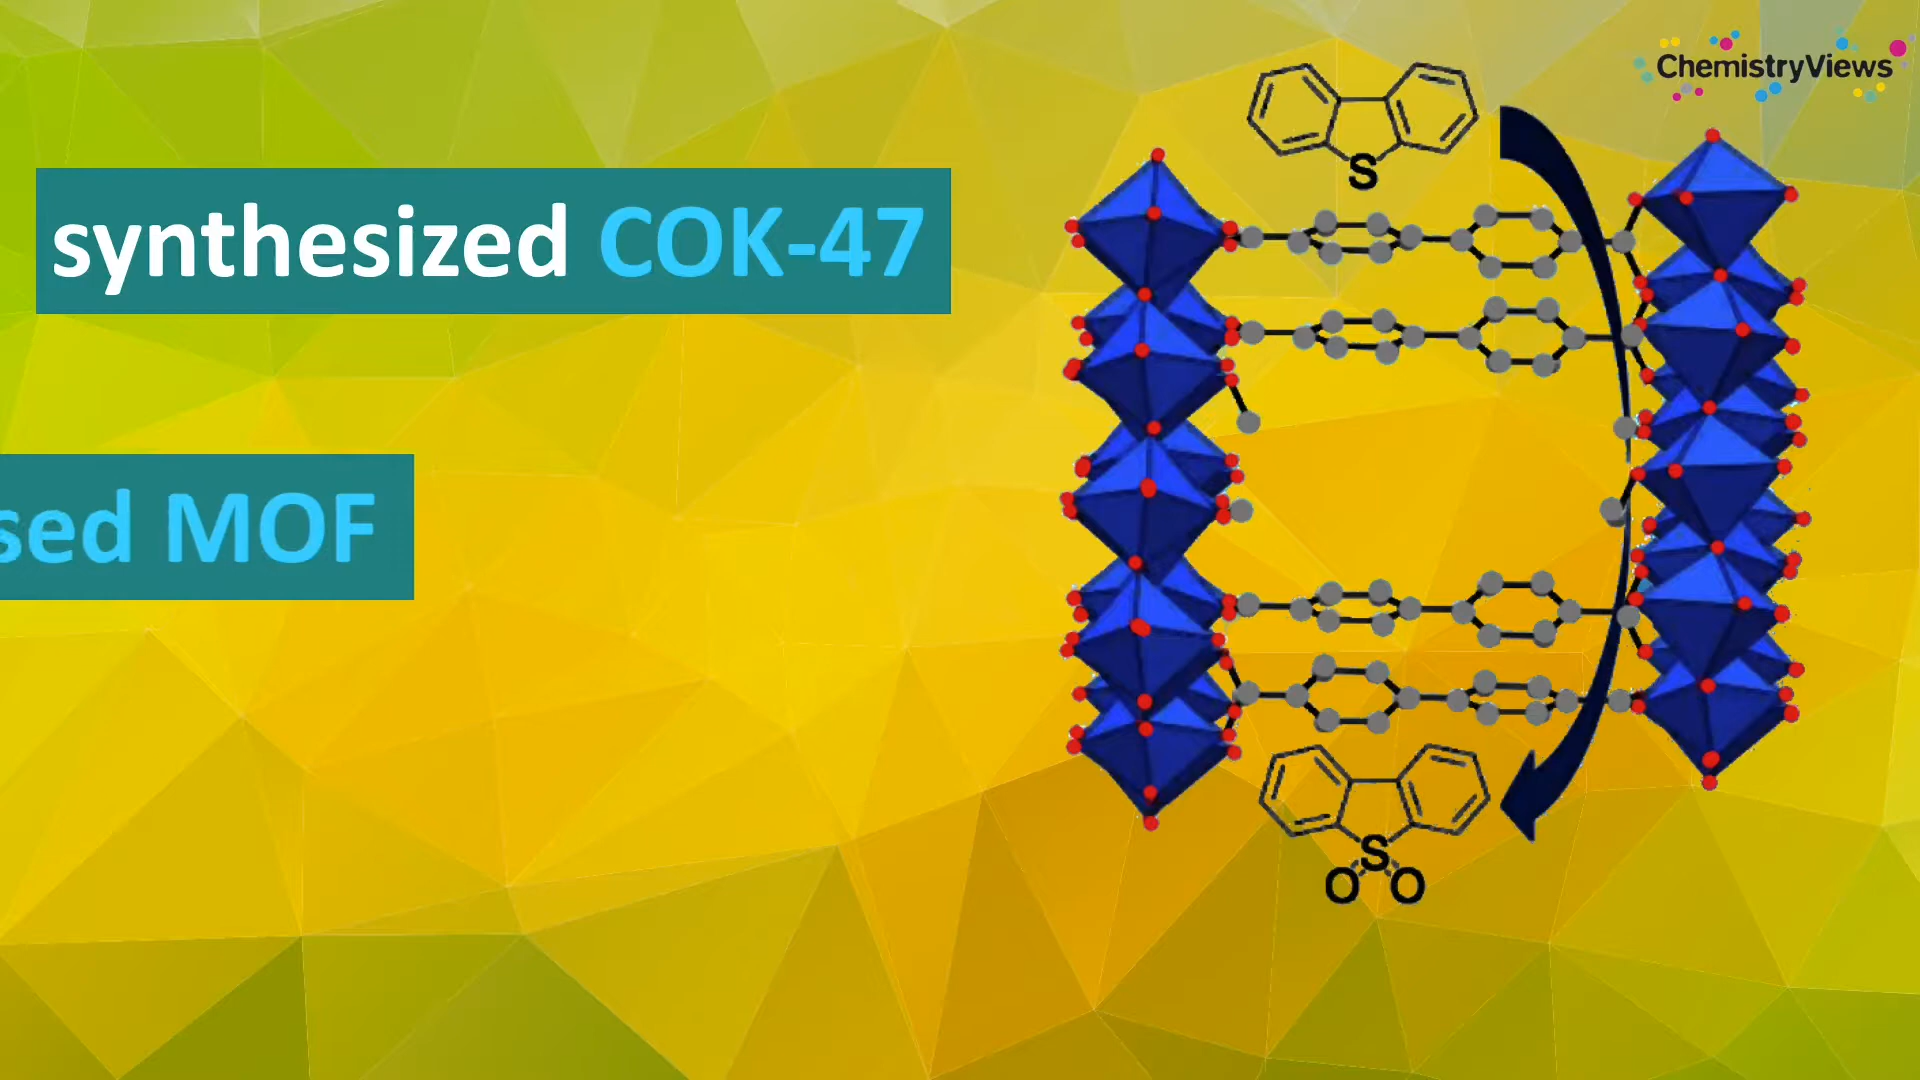 ChemistryViews
S
synthesized COK-47
sed MOF
S
O O